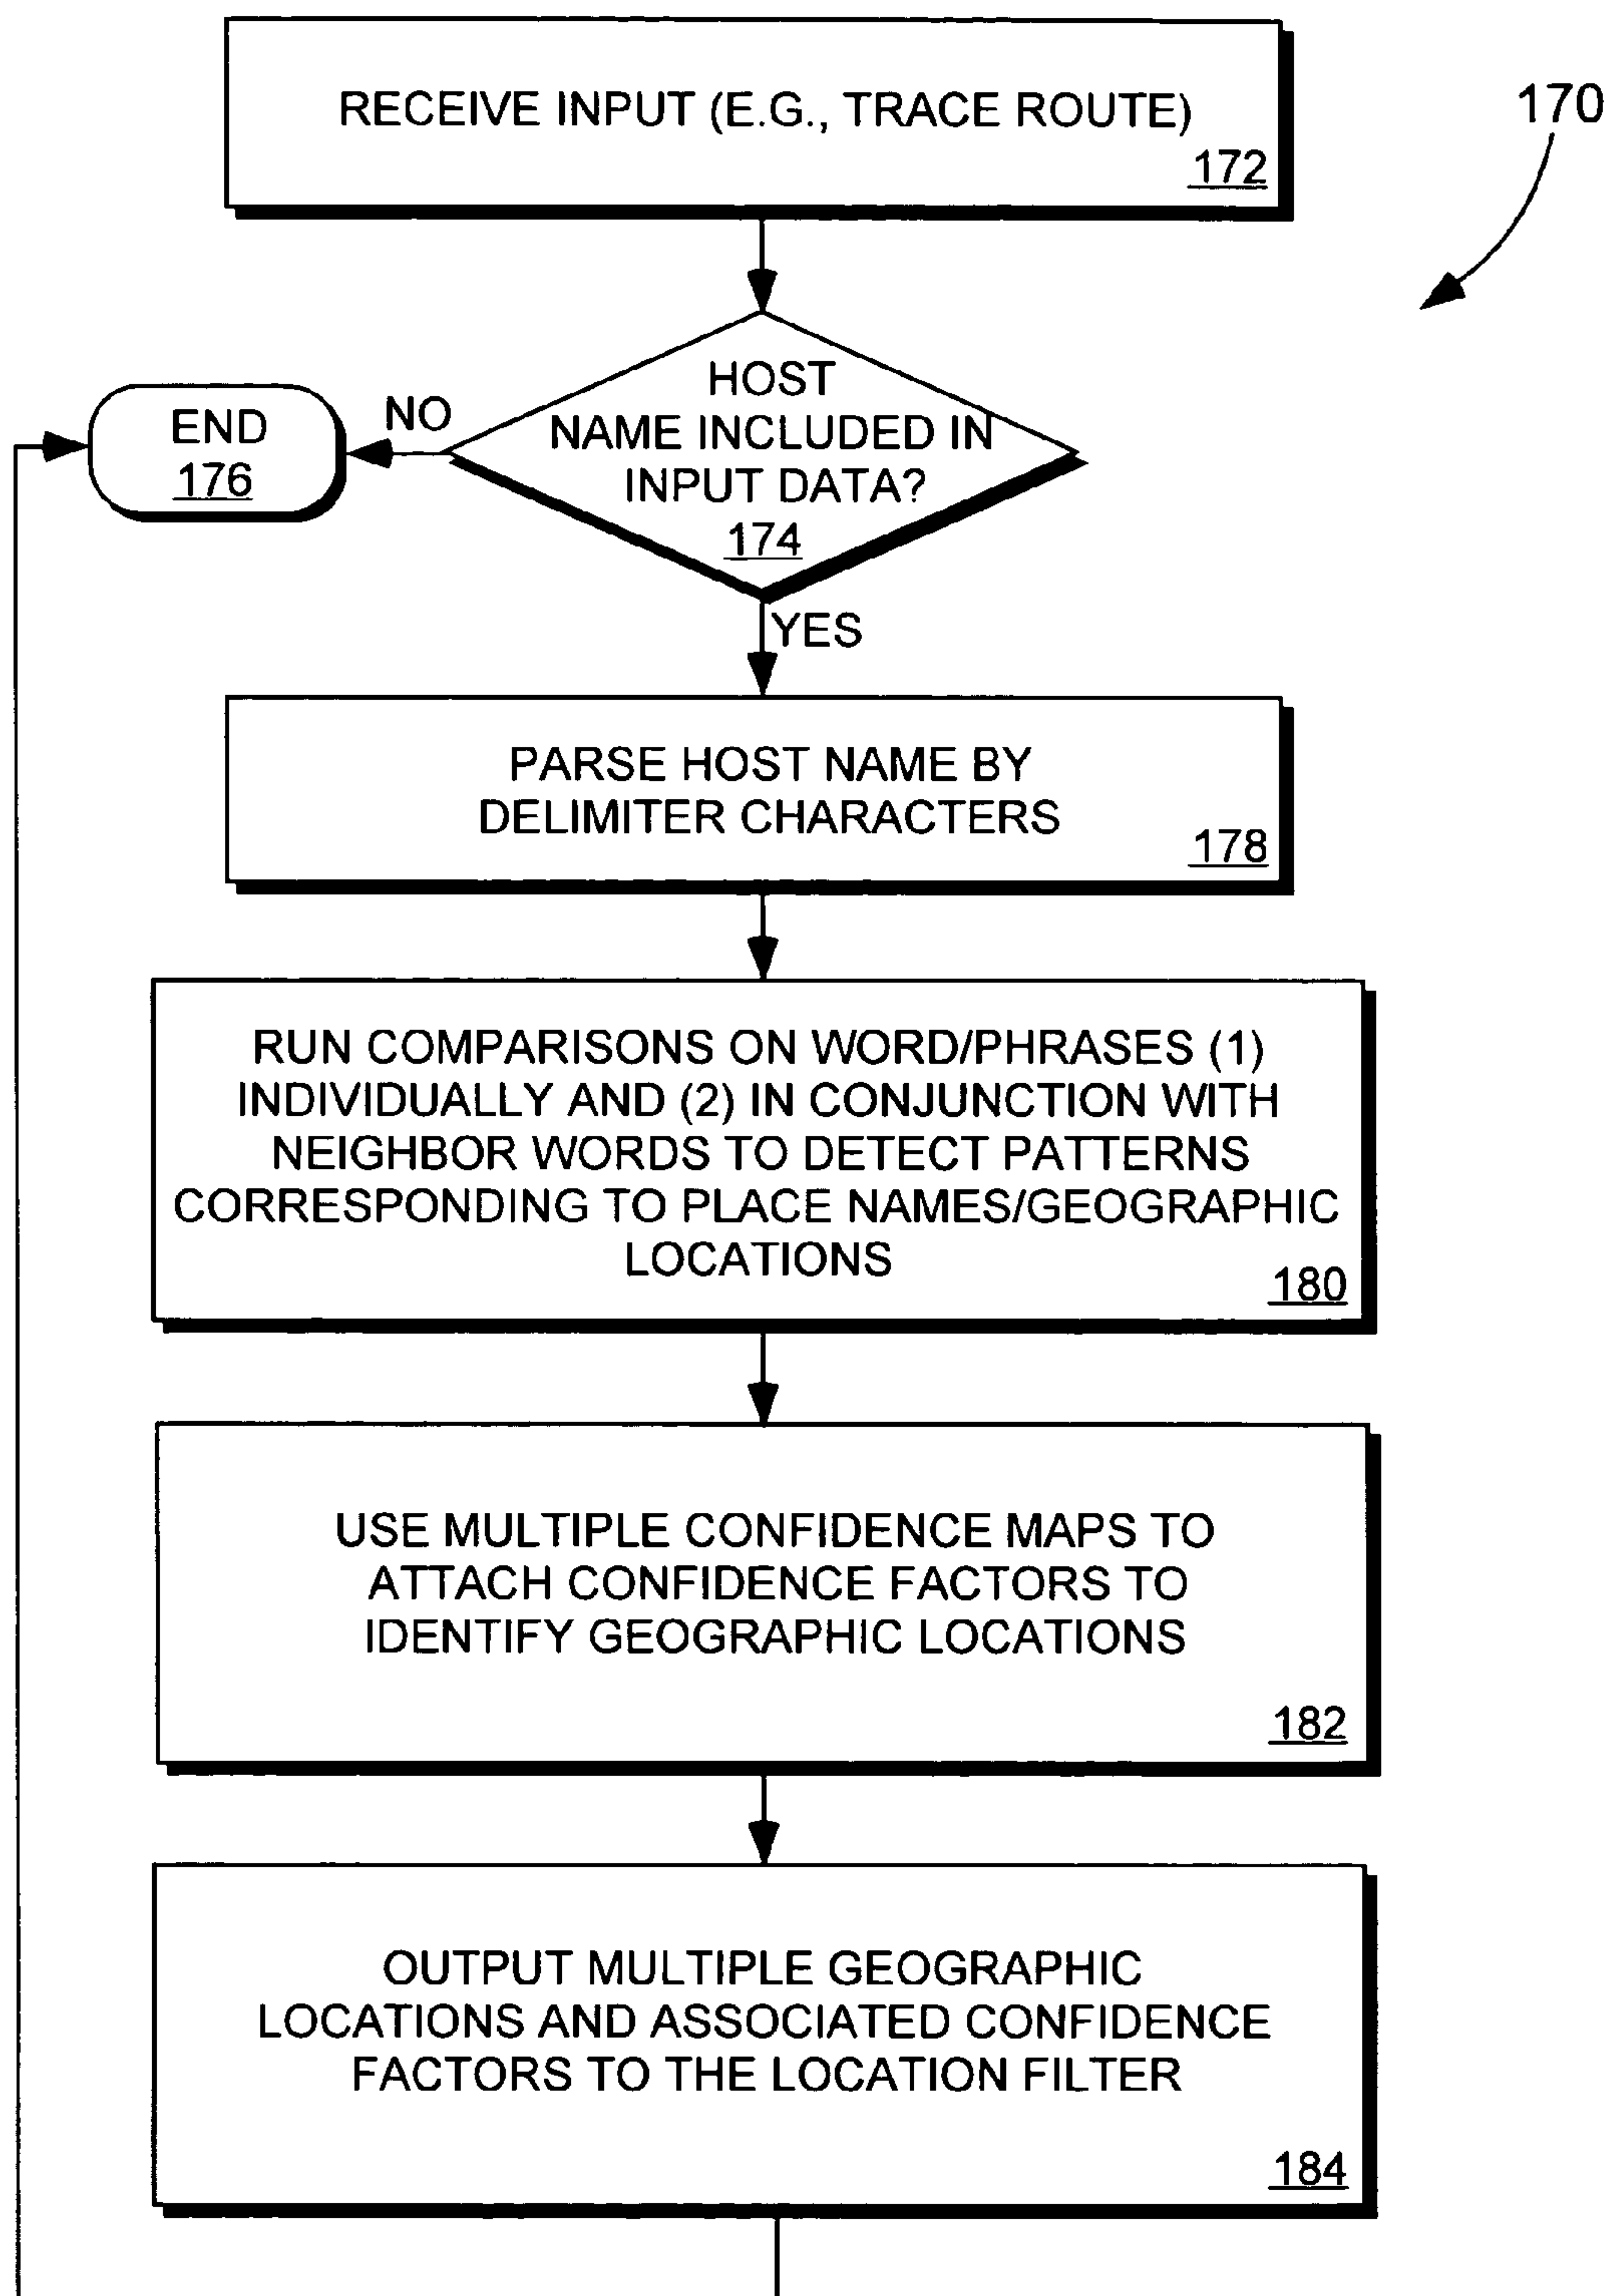 RECEIVE INPUT (E.G., TRACE ROUTE)
172
170
HOST
NAME INCLUDED IN
INPUT DATA?
174
NO
END
176
YES
PARSE HOST NAME BY
DELIMITER CHARACTERS
178
RUN COMPARISONS ON WORD/PHRASES (1)
INDIVIDUALLY AND (2) IN CONJUNCTION WITH
NEIGHBOR WORDS TO DETECT PATTERNS
CORRESPONDING TO PLACE NAMES/GEOGRAPHIC
LOCATIONS
180
USE MULTIPLE CONFIDENCE MAPS TO
ATTACH CONFIDENCE FACTORS TO
IDENTIFY GEOGRAPHIC LOCATIONS
182
OUTPUT MULTIPLE GEOGRAPHIC
LOCATIONS AND ASSOCIATED CONFIDENCE
FACTORS TO THE LOCATION FILTER
184